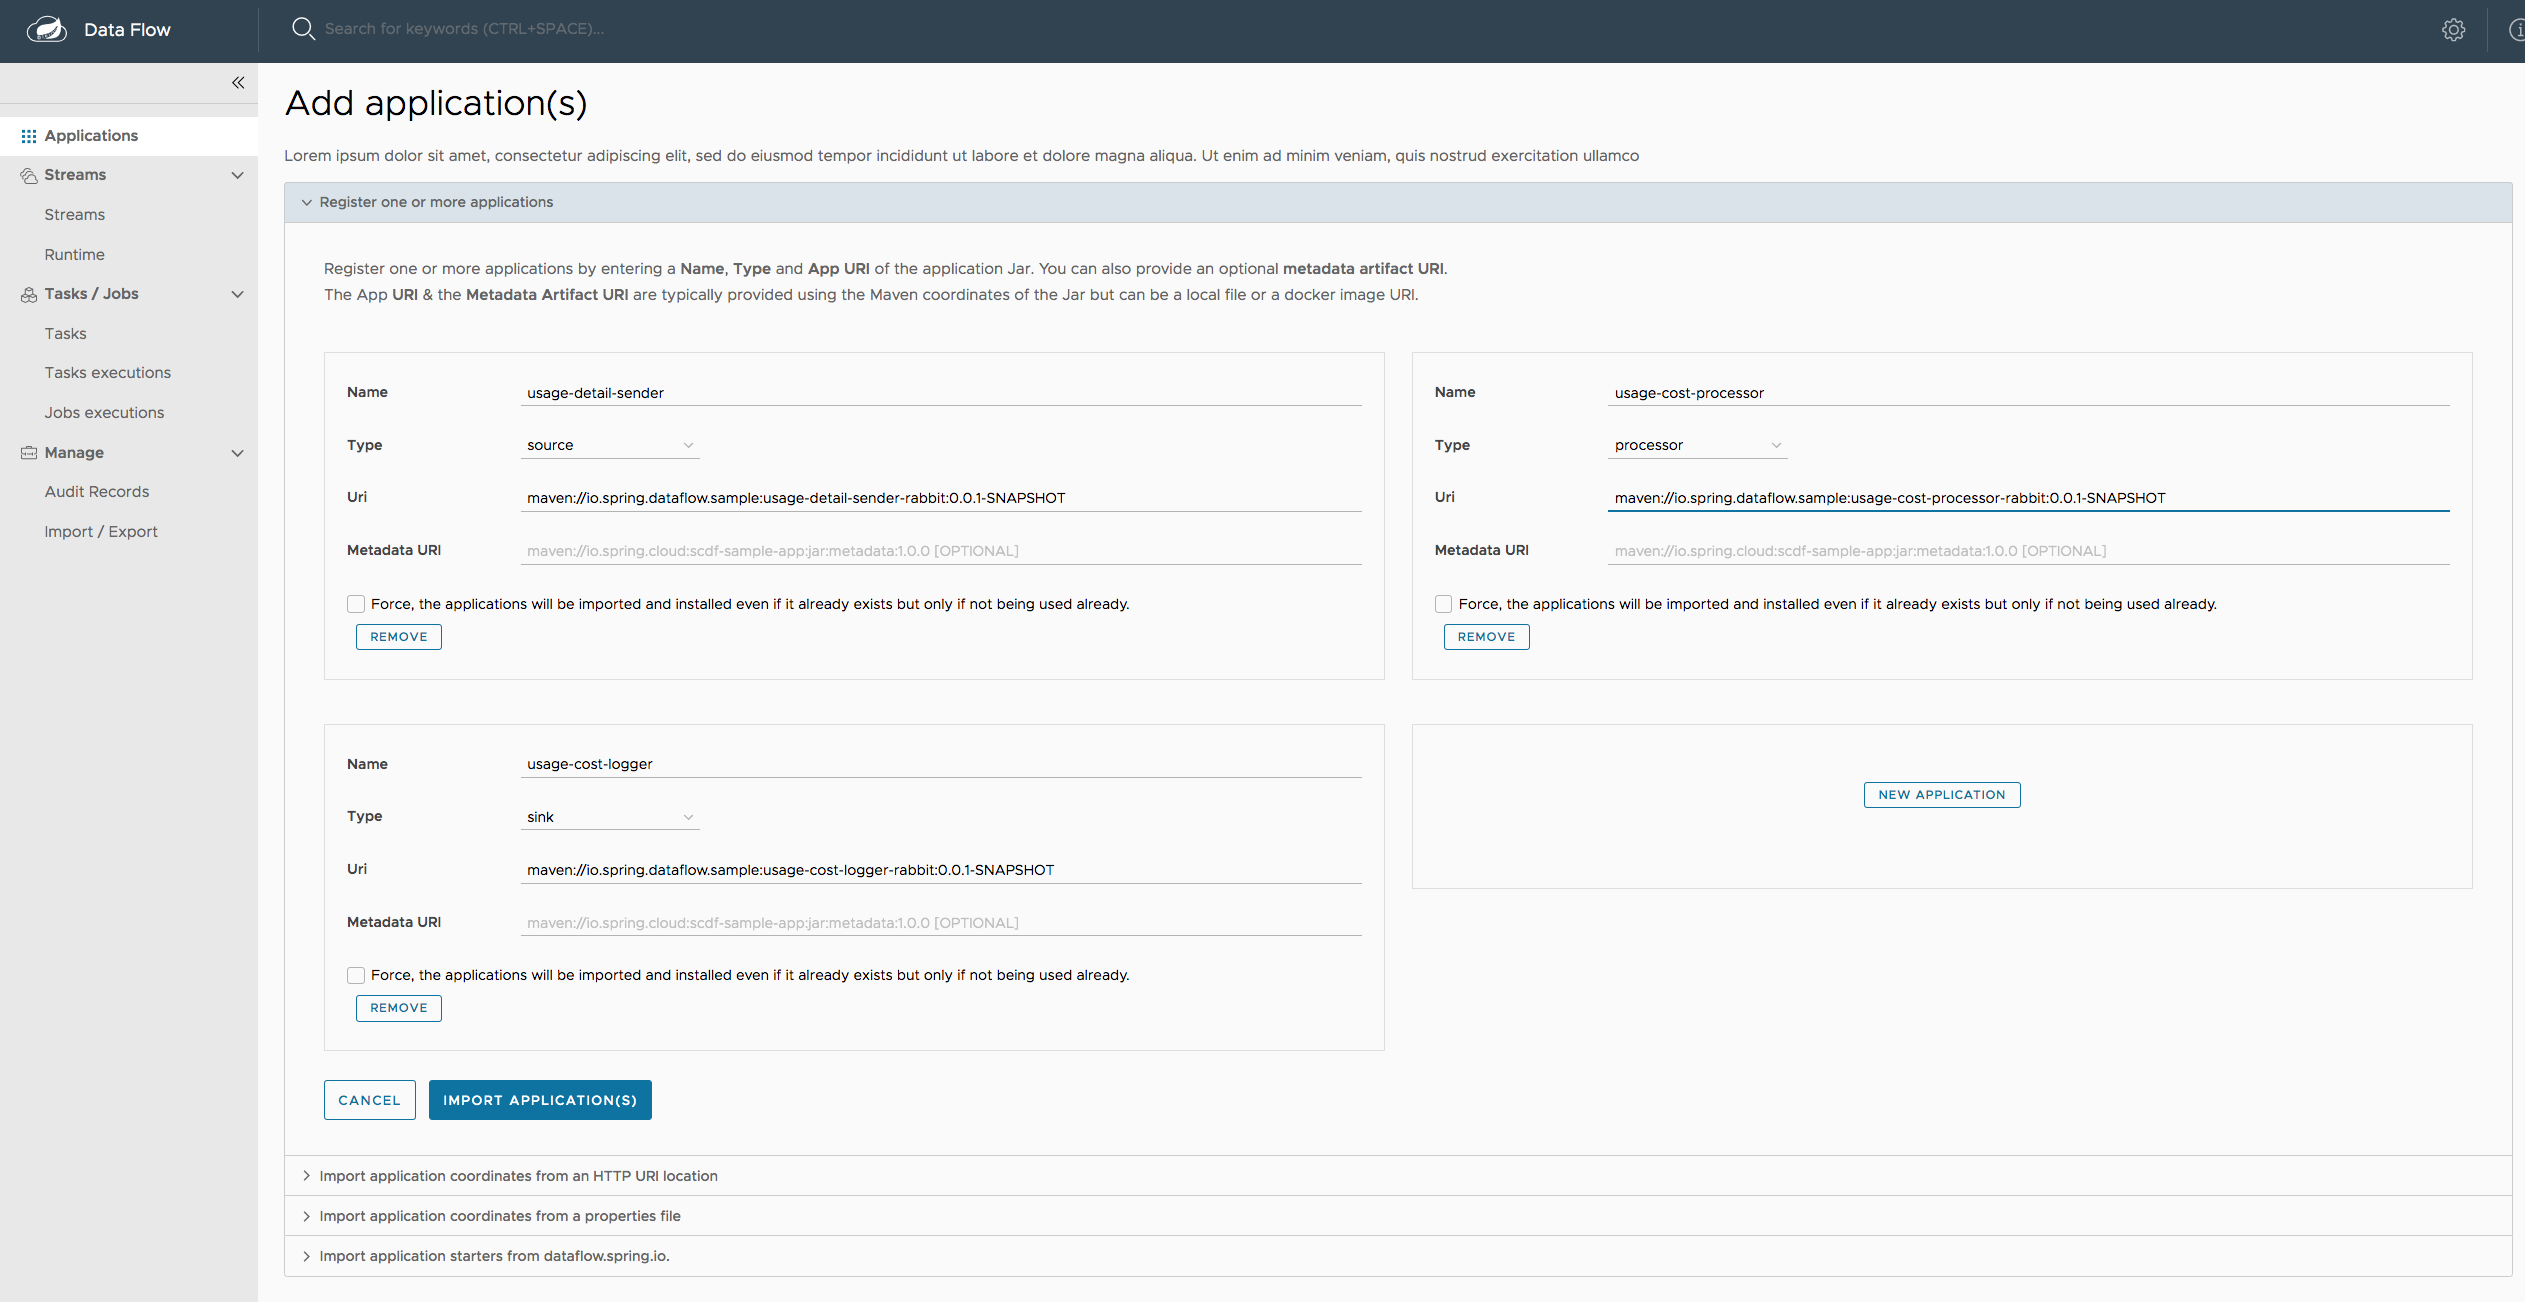 Data Flow
Search for keywords (CTRL+SPACE)...
Applications
Streams
Streams
Runtime
Tasks / Jobs
Tasks
Tasks executions
Jobs executions
Manage
Audit Records
Import / Export
Add application(s)
Lorem ipsum dolor sit amet, consectetur adipiscing elit, sed do eiusmod tempor incididunt ut labore et dolore magna aliqua. Ut enim ad minim veniam, quis nostrud exercitation ullamco
Register one or more applications
Register one or more applications by entering a Name, Type and App URI of the application Jar. You can also provide an optional metadata artifact URI.
The App URI & the Metadata Artifact URI are typically provided using the Maven coordinates of the Jar but can be a local file or a docker image URI.
Name usage-detail-sender
Type source
Uri maven://io.spring.dataflow.sample:usage-detail-sender-rabbit:0.0.1-SNAPSHOT
Metadata URI maven://io.spring.cloud:scdf-sample-app:jar:metadata:1.0.0 [OPTIONAL]
Force, the applications will be imported and installed even if it already exists but only if not being used already.
REMOVE
Name usage-cost-processor
Type processor
Uri maven://io.spring.dataflow.sample:usage-cost-processor-rabbit:0.0.1-SNAPSHOT
Metadata URI maven://io.spring.cloud:scdf-sample-app:jar:metadata:1.0.0 [OPTIONAL]
Force, the applications will be imported and installed even if it already exists but only if not being used already.
REMOVE
Name usage-cost-logger
Type sink
Uri maven://io.spring.dataflow.sample:usage-cost-logger-rabbit:0.0.1-SNAPSHOT
Metadata URI maven://io.spring.cloud:scdf-sample-app:jar:metadata:1.0.0 [OPTIONAL]
Force, the applications will be imported and installed even if it already exists but only if not being used already.
REMOVE
NEW APPLICATION
CANCEL IMPORT APPLICATION(S)
Import application coordinates from an HTTP URI location
Import application coordinates from a properties file
Import application starters from dataflow.spring.io.